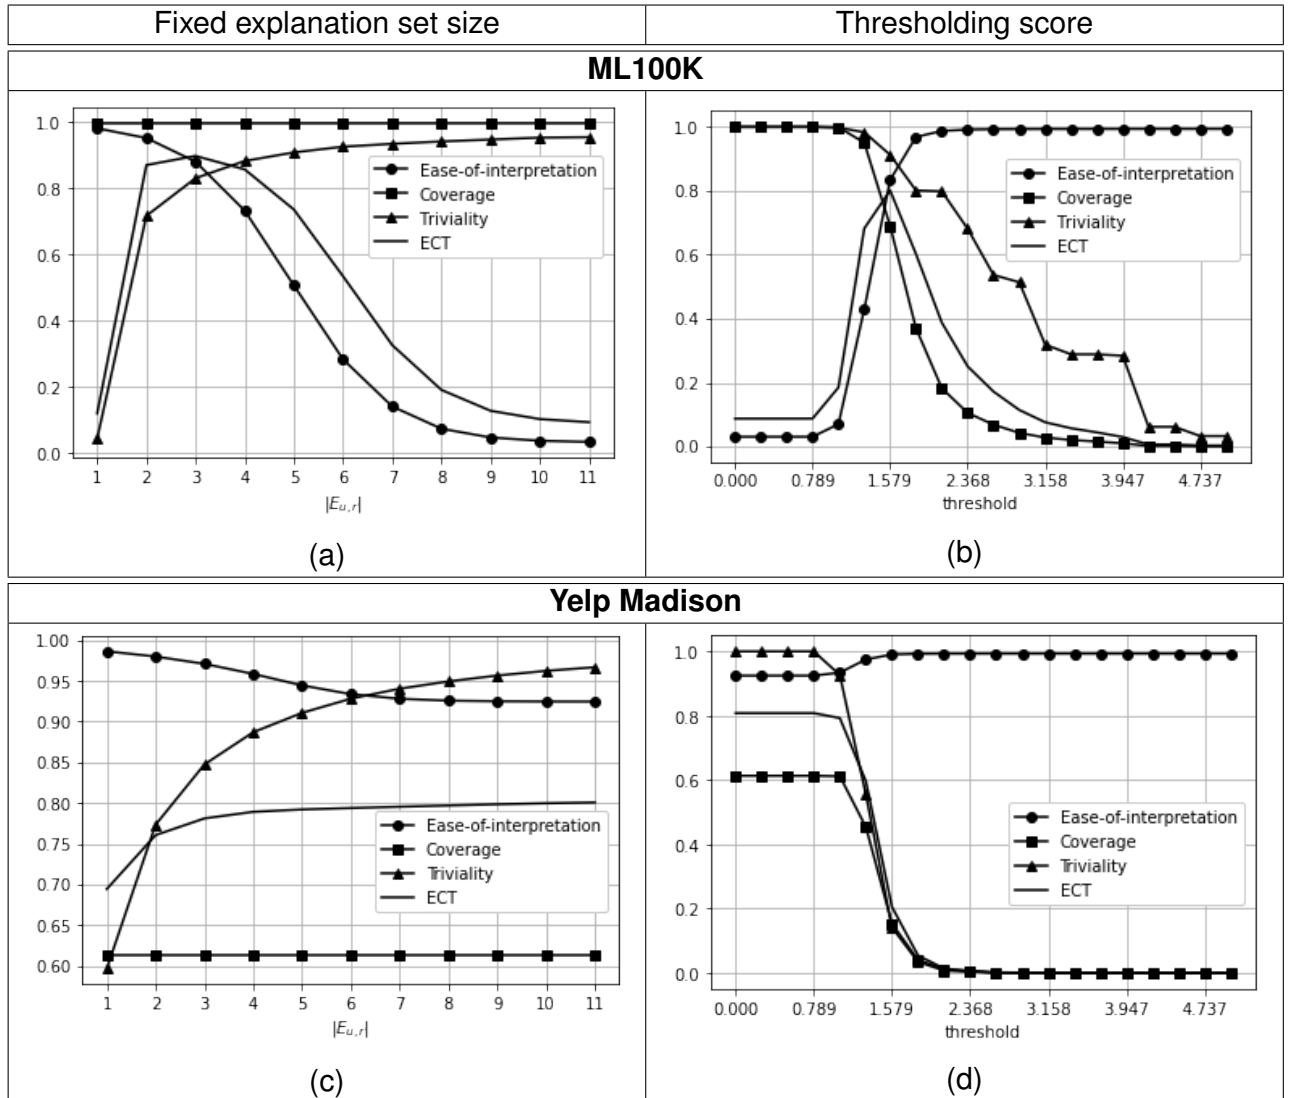 Fixed explanation set size
Thresholding score
ML100K
1.0
0.8
0.6
0.4
0.2
0.0
Ease-of-interpretation
Coverage
Triviality
ECT
1 2 3 4 5 6 7 8 9 10 11
|E_{u,r}|
(a)
1.0
0.8
0.6
0.4
0.2
0.0
Ease-of-interpretation
Coverage
Triviality
ECT
0.000 0.789 1.579 2.368 3.158 3.947 4.737
threshold
(b)
Yelp Madison
1.00
0.95
0.90
0.85
0.80
0.75
0.70
0.65
0.60
Ease-of-interpretation
Coverage
Triviality
ECT
1 2 3 4 5 6 7 8 9 10 11
|E_{u,r}|
(c)
1.0
0.8
0.6
0.4
0.2
0.0
Ease-of-interpretation
Coverage
Triviality
ECT
0.000 0.789 1.579 2.368 3.158 3.947 4.737
threshold
(d)